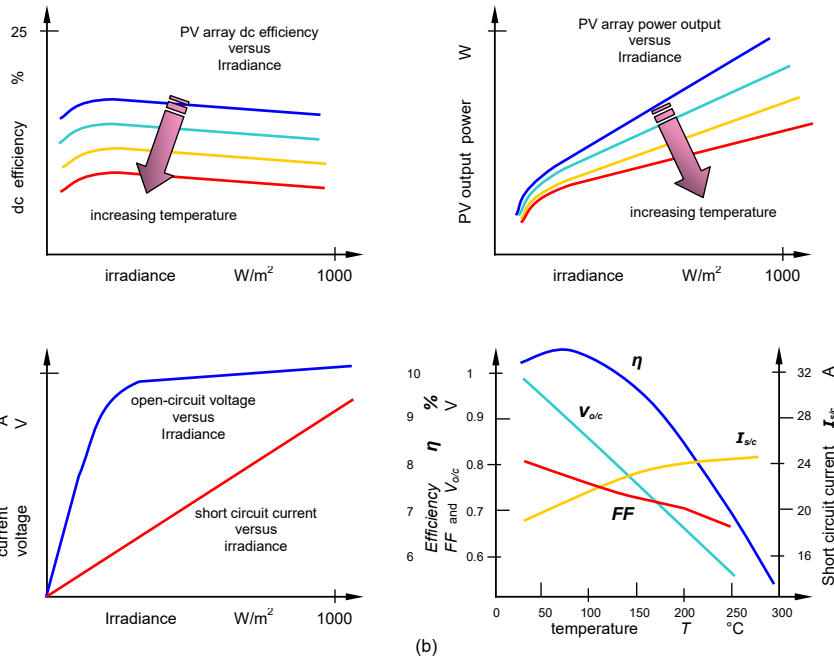 25
%
dc efficiency
PV array dc efficiency
versus
Irradiance
increasing temperature
irradiance W/m²
1000
W
PV output power
PV array power output
versus
Irradiance
increasing temperature
irradiance W/m²
1000
A
V
current
voltage
open-circuit voltage
versus
Irradiance
short circuit current
versus
irradiance
Irradiance W/m²
1000
10
9
8
7
6
Efficiency η %
FF and Vo/c V
1
0.9
0.8
0.7
0.6
η
Vo/c
Is/c
FF
32
28
24
20
16
Short circuit current Is/c A
0 50 100 150 200 250 300
temperature T °C
(b)